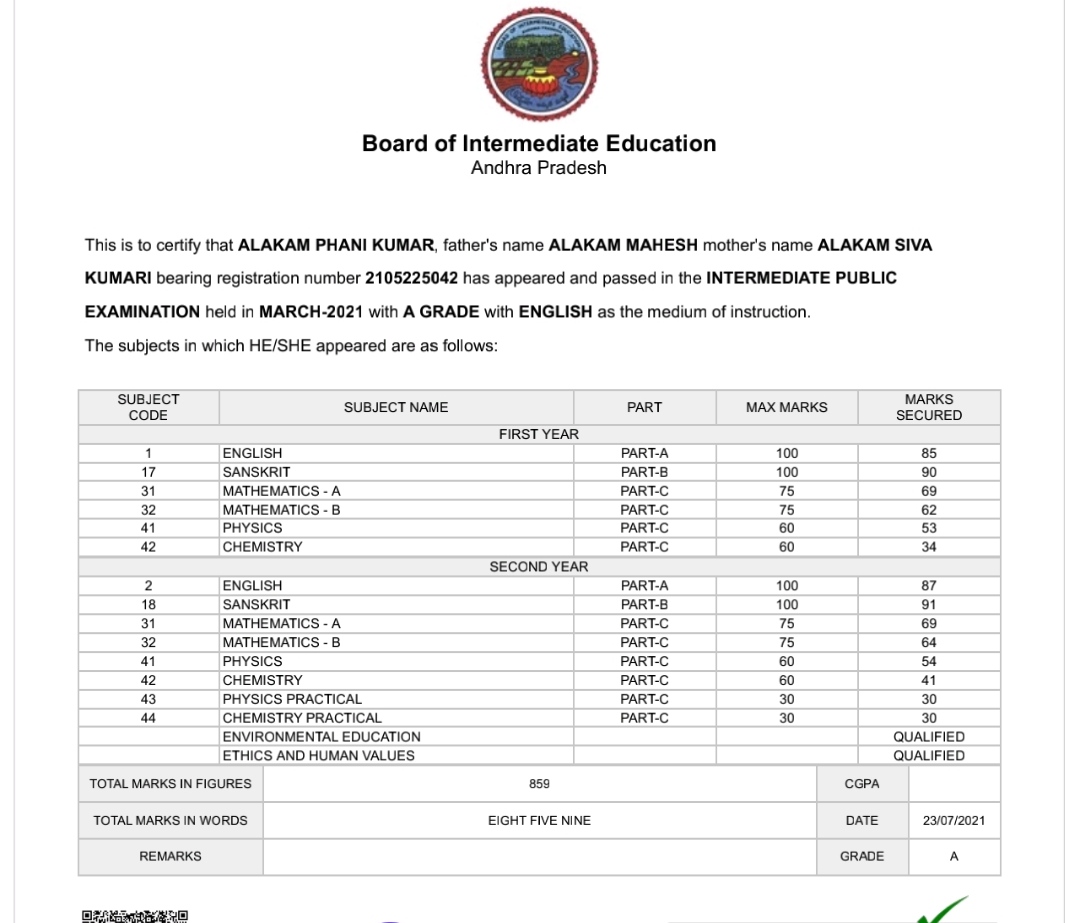 BOARD OF INTERMEDIATE EDUCATION
Board of Intermediate Education
Andhra Pradesh
This is to certify that ALAKAM PHANI KUMAR, father's name ALAKAM MAHESH mother's name ALAKAM SIVA
KUMARI bearing registration number 2105225042 has appeared and passed in the INTERMEDIATE PUBLIC
EXAMINATION held in MARCH-2021 with A GRADE with ENGLISH as the medium of instruction.
The subjects in which HE/SHE appeared are as follows:
SUBJECT CODE SUBJECT NAME PART MAX MARKS MARKS SECURED
FIRST YEAR
1 ENGLISH PART-A 100 85
17 SANSKRIT PART-B 100 90
31 MATHEMATICS - A PART-C 75 69
32 MATHEMATICS - B PART-C 75 62
41 PHYSICS PART-C 60 53
42 CHEMISTRY PART-C 60 34
SECOND YEAR
2 ENGLISH PART-A 100 87
18 SANSKRIT PART-B 100 91
31 MATHEMATICS - A PART-C 75 69
32 MATHEMATICS - B PART-C 75 64
41 PHYSICS PART-C 60 54
42 CHEMISTRY PART-C 60 41
43 PHYSICS PRACTICAL PART-C 30 30
44 CHEMISTRY PRACTICAL PART-C 30 30
ENVIRONMENTAL EDUCATION QUALIFIED
ETHICS AND HUMAN VALUES QUALIFIED
TOTAL MARKS IN FIGURES 859 CGPA
TOTAL MARKS IN WORDS EIGHT FIVE NINE DATE 23/07/2021
REMARKS GRADE A